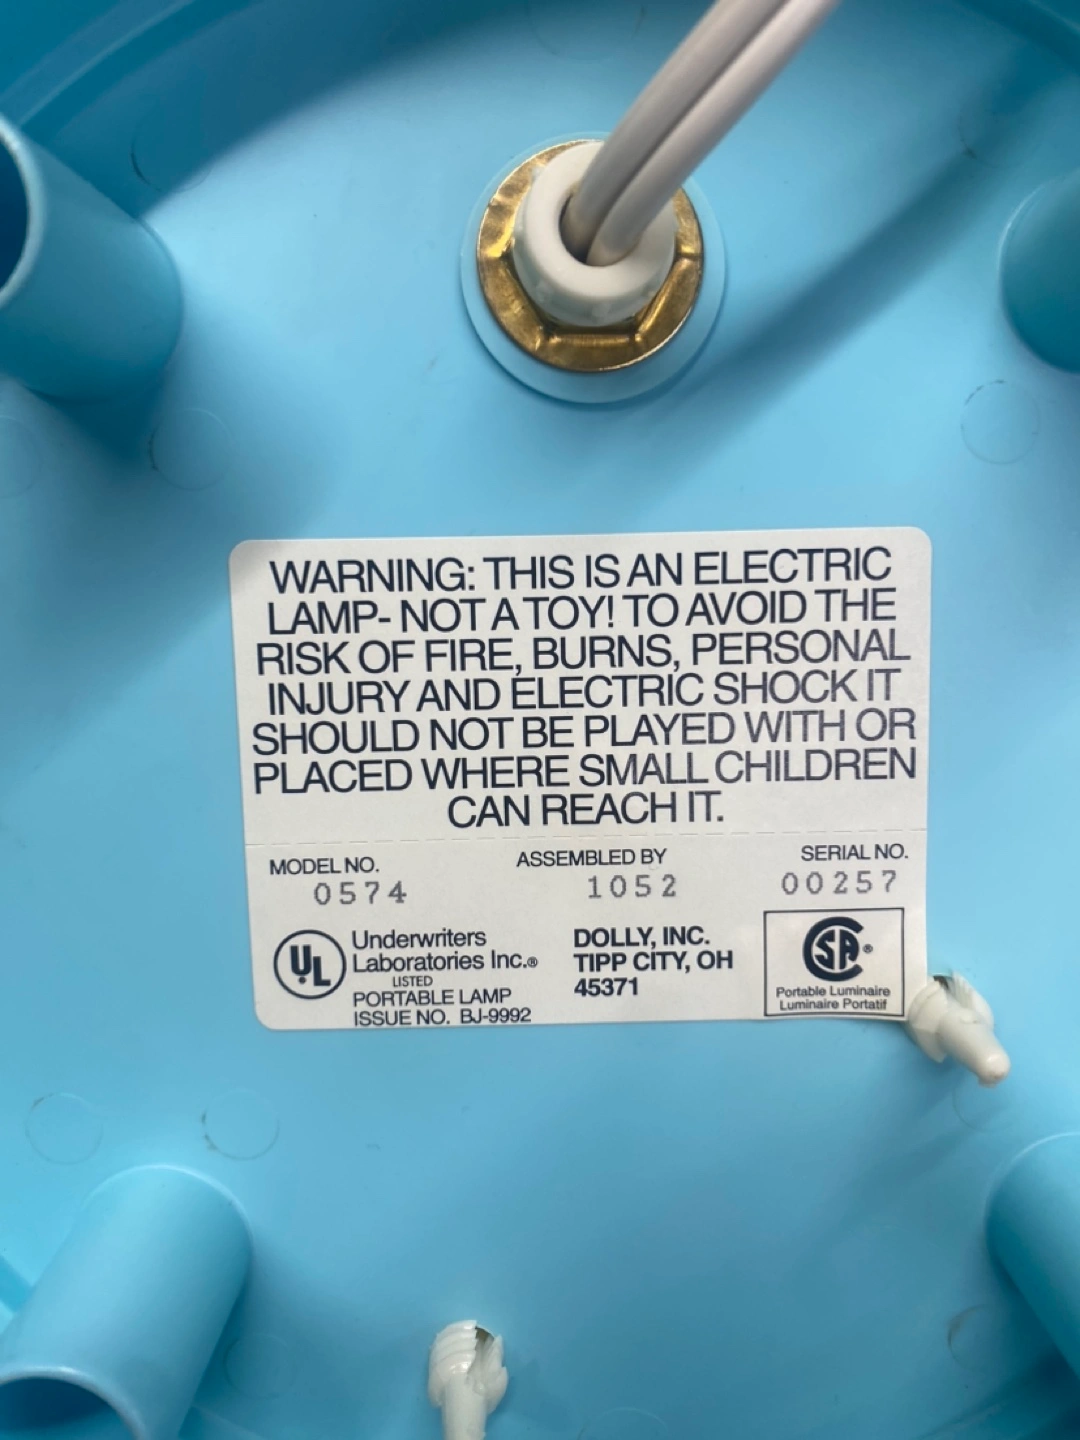 WARNING: THIS IS AN ELECTRIC
LAMP- NOT A TOY! TO AVOID THE
RISK OF FIRE, BURNS, PERSONAL
INJURY AND ELECTRIC SHOCK IT
SHOULD NOT BE PLAYED WITH OR
PLACED WHERE SMALL CHILDREN
CAN REACH IT.
MODEL NO. ASSEMBLED BY SERIAL NO.
0574 1052 00257
UL
Underwriters
Laboratories Inc.®
LISTED
PORTABLE LAMP
ISSUE NO. BJ-9992
DOLLY, INC.
TIPP CITY, OH
45371
SA®
Portable Luminaire
Luminaire Portatif